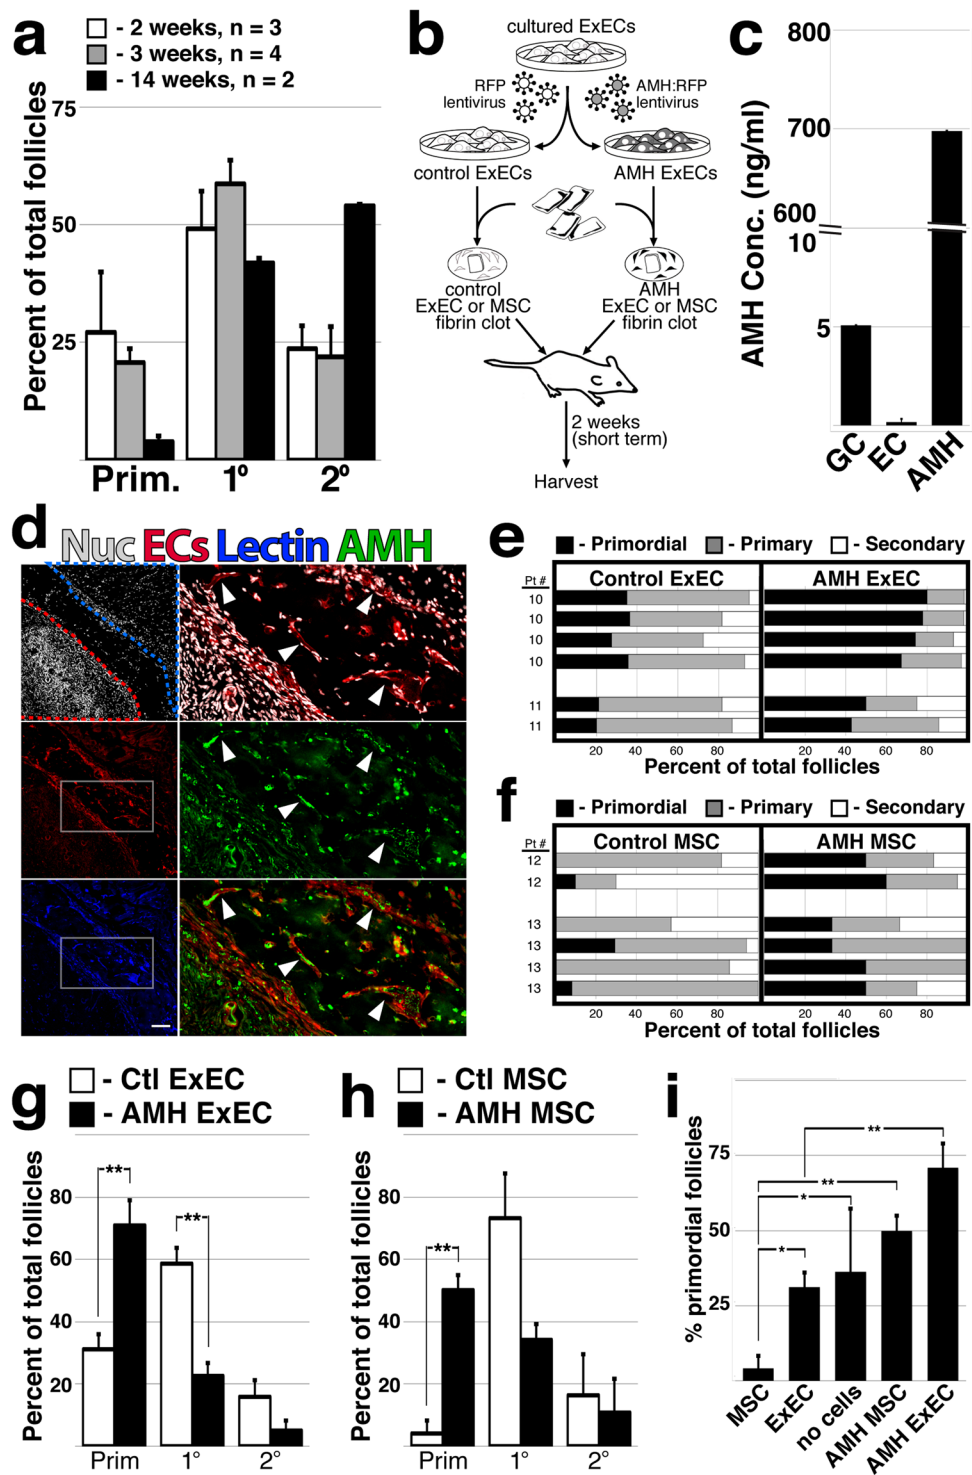 a
- 2 weeks, n = 3
- 3 weeks, n = 4
- 14 weeks, n = 2
Percent of total follicles
75
50
25
Prim. 1º 2º
b
cultured ExECs
RFP
lentivirus
AMH:RFP
lentivirus
control ExECs
AMH ExECs
control
ExEC or MSC
fibrin clot
AMH
ExEC or MSC
fibrin clot
2 weeks
(short term)
Harvest
c
AMH Conc. (ng/ml)
800
700
600
10
5
GC EC AMH
d
Nuc ECs Lectin AMH
e
- Primordial - Primary - Secondary
Pt #
Control ExEC AMH ExEC
10
10
10
10
11
11
20 40 60 80 20 40 60 80
Percent of total follicles
f
- Primordial - Primary - Secondary
Pt #
Control MSC AMH MSC
12
12
13
13
13
13
20 40 60 80 20 40 60 80
Percent of total follicles
g
- Ctl ExEC
- AMH ExEC
Percent of total follicles
80
60
40
20
**
**
Prim 1° 2°
h
- Ctl MSC
- AMH MSC
Percent of total follicles
80
60
40
20
**
Prim 1° 2°
i
% primordial follicles
75
50
25
**
**
*
*
MSC ExEC no cells AMH MSC AMH ExEC